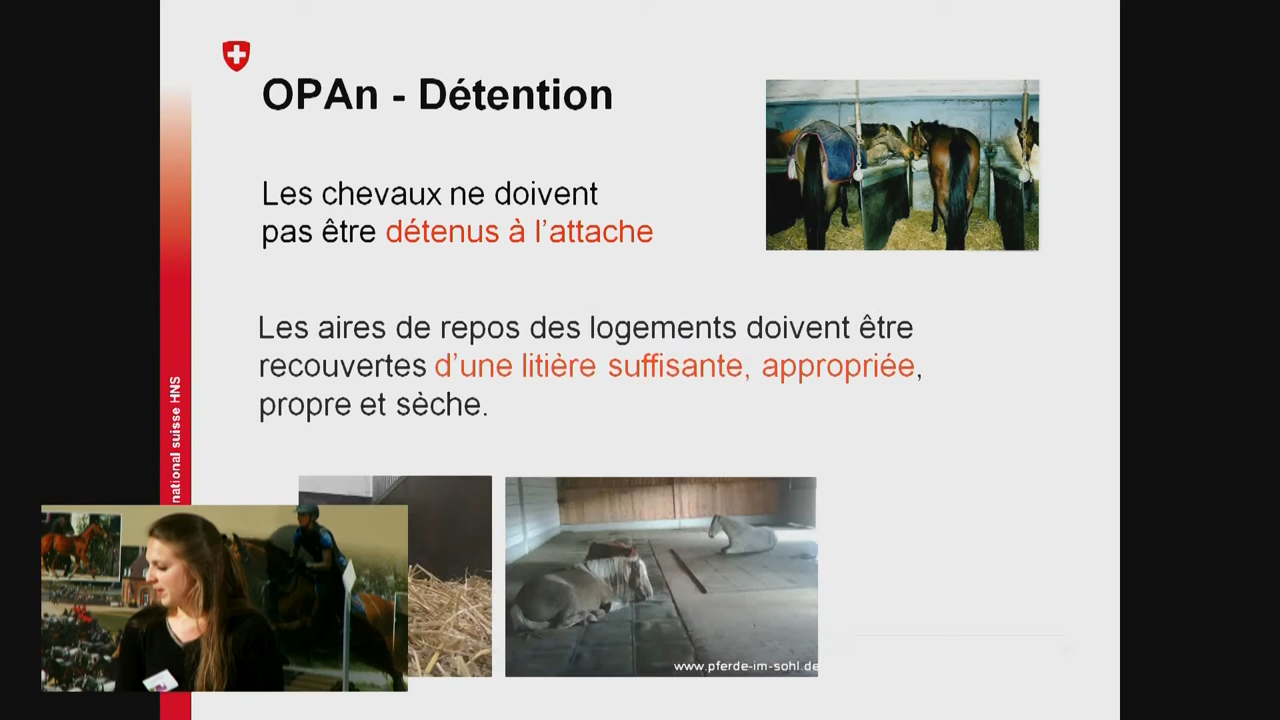 OPAn - Détention
Les chevaux ne doivent
pas être détenus à l'attache
Les aires de repos des logements doivent être
recouvertes d'une litière suffisante, appropriée,
propre et sèche.
national suisse HNS
www.pferde-im-sohl.de